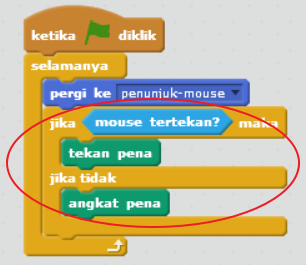 ketika diklik
selamanya
pergi ke penunjuk-mouse
jika mouse tertekan? maka
tekan pena
jika tidak
angkat pena